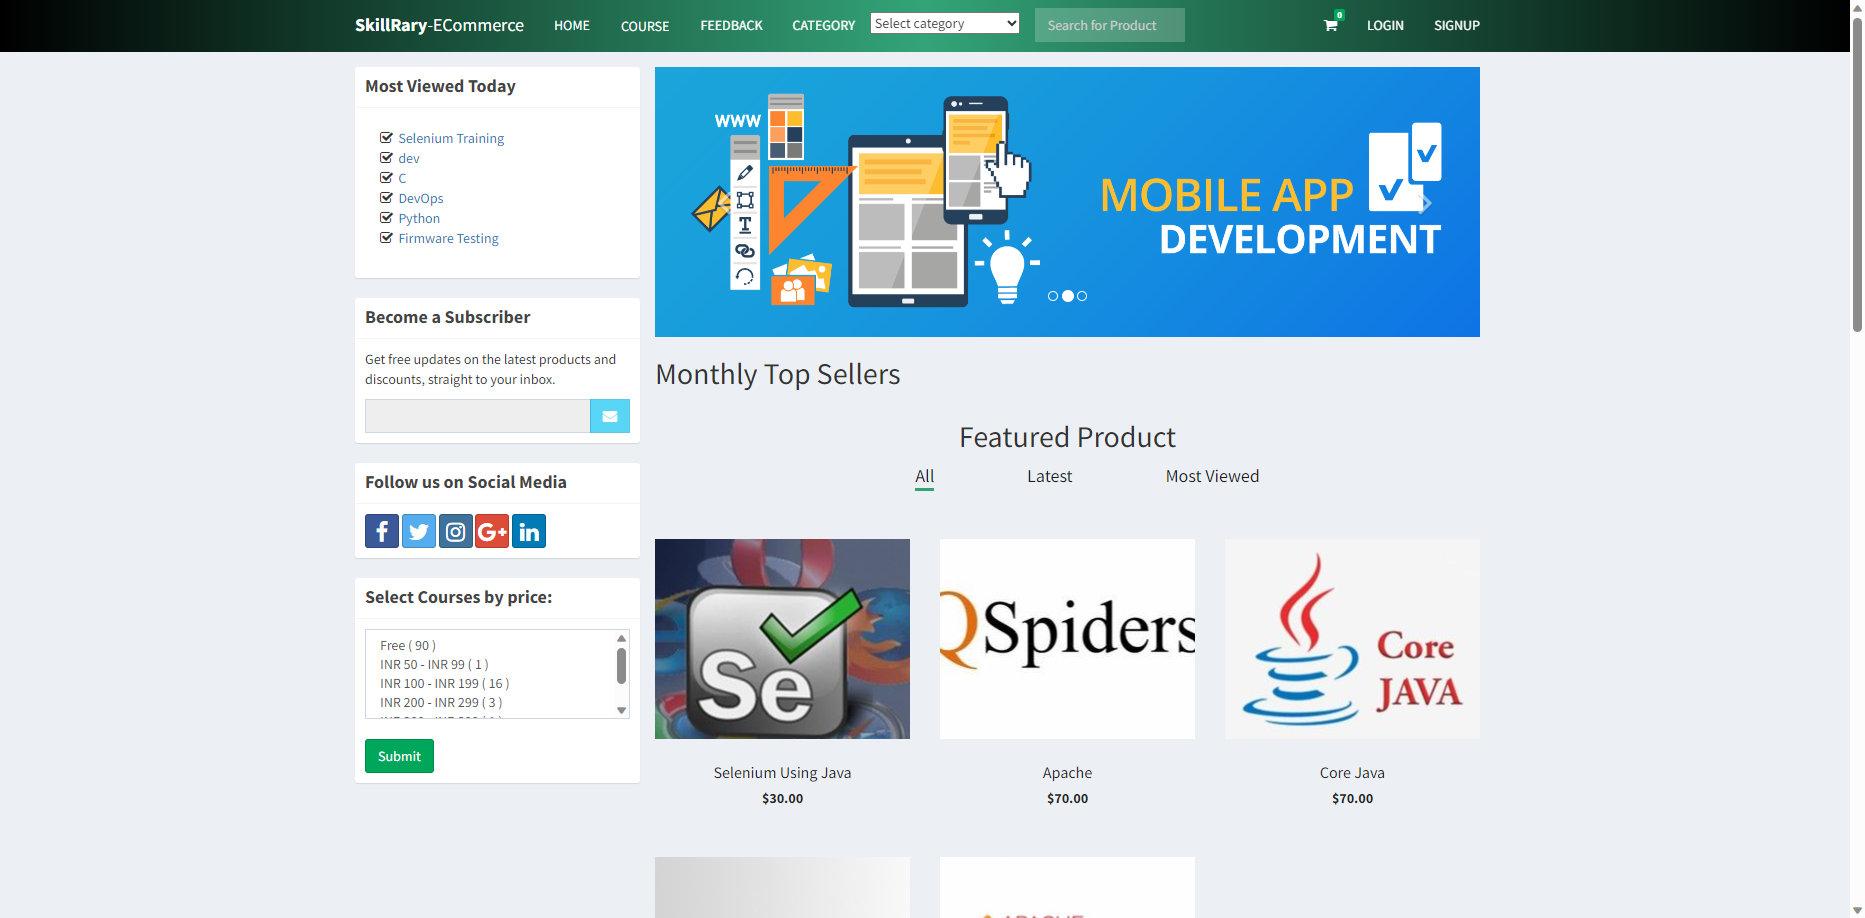 SkillRary-ECommerce HOME COURSE FEEDBACK CATEGORY Select category Search for Product 0 LOGIN SIGNUP
Most Viewed Today
Selenium Training
dev
C
DevOps
Python
Firmware Testing
Become a Subscriber
Get free updates on the latest products and
discounts, straight to your inbox.
Follow us on Social Media
Select Courses by price:
Free ( 90 )
INR 50 - INR 99 ( 1 )
INR 100 - INR 199 ( 16 )
INR 200 - INR 299 ( 3 )
Submit
WWW
MOBILE APP
DEVELOPMENT
Monthly Top Sellers
Featured Product
All Latest Most Viewed
Se
QSpiders
Core
JAVA
Selenium Using Java Apache Core Java
$30.00 $70.00 $70.00